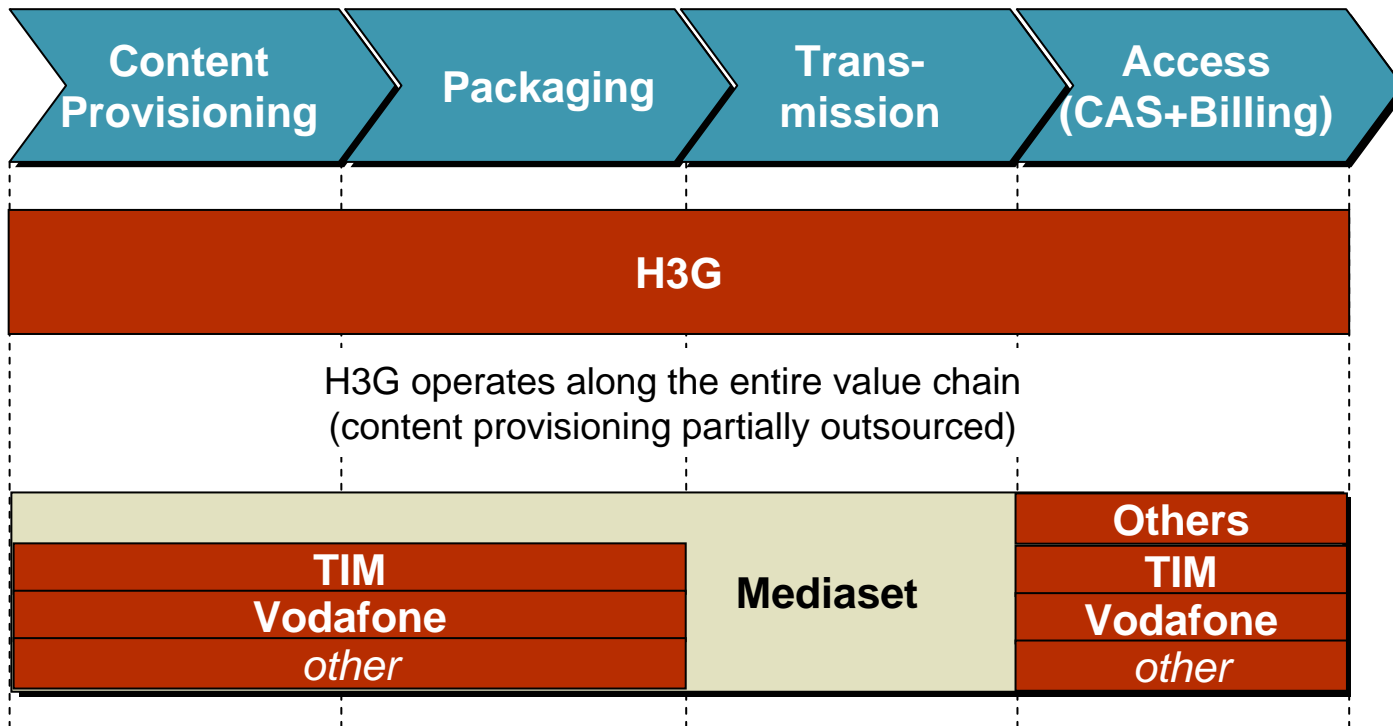 Content
Provisioning
Packaging
Trans-
mission
Access
(CAS+Billing)
H3G
H3G operates along the entire value chain
(content provisioning partially outsourced)
Others
TIM
TIM
Mediaset
Vodafone
Vodafone
other
other